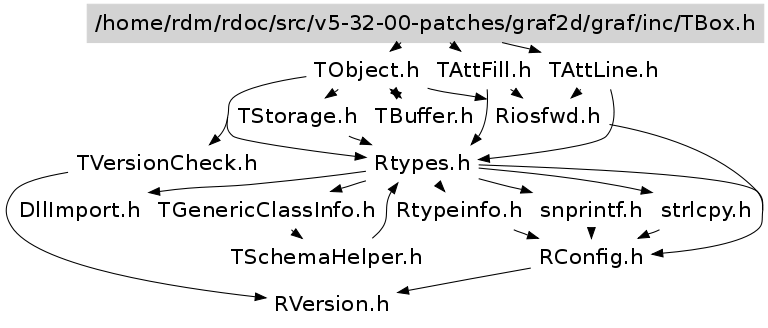 /home/rdm/rdoc/src/v5-32-00-patches/graf2d/graf/inc/TBox.h
TObject.h TAttFill.h TAttLine.h
TStorage.h TBuffer.h Riosfwd.h
TVersionCheck.h Rtypes.h
DllImport.h TGenericClassInfo.h Rtypeinfo.h snprintf.h strlcpy.h
TSchemaHelper.h RConfig.h
RVersion.h